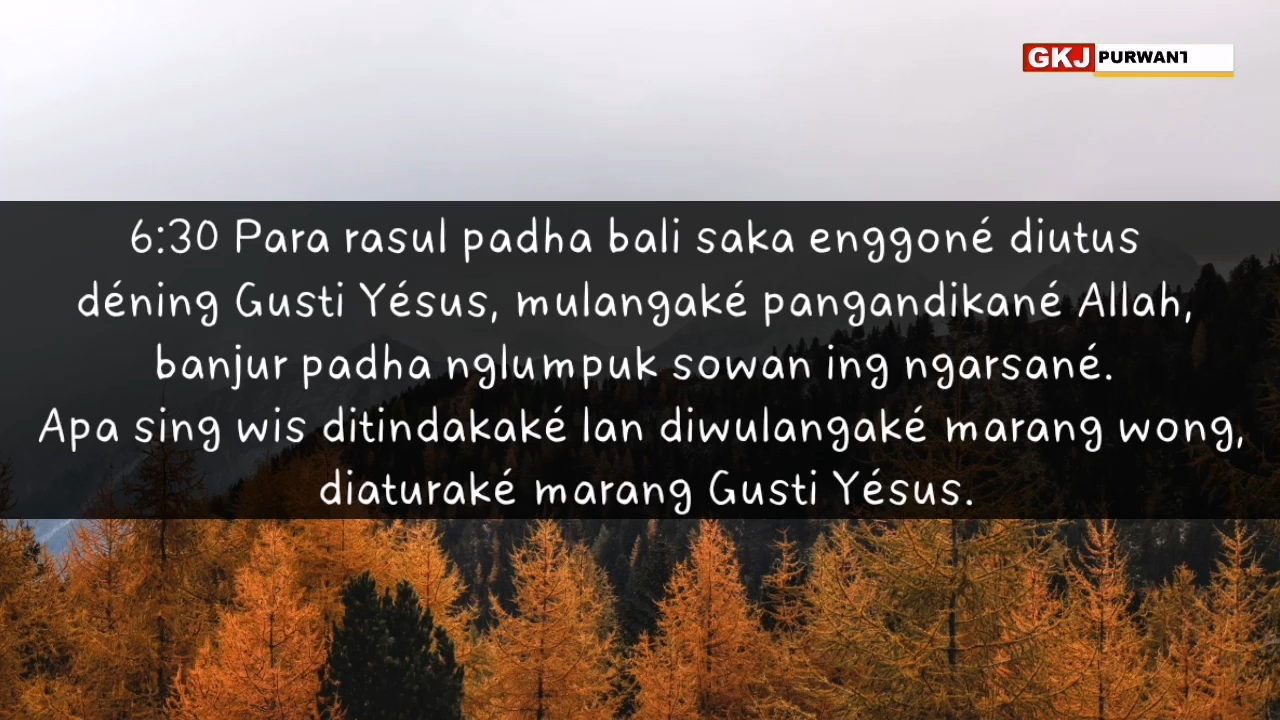 GKJ PURWANT
6:30 Para rasul padha bali saka enggoné diutus
déning Gusti Yésus, mulangaké pangandikané Allah,
banjur padha nglumpuk sowan ing ngarsané.
Apa sing wis ditindakaké lan diwulangaké marang wong,
diaturaké marang Gusti Yésus.